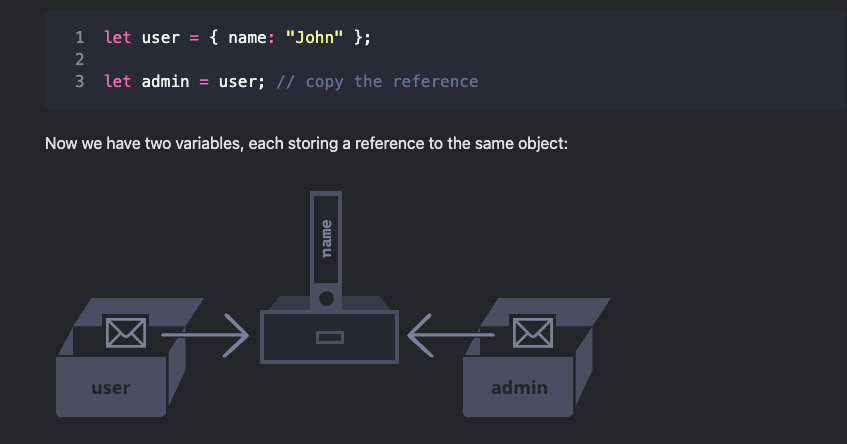 1 let user = { name: "John" };
2
3 let admin = user; // copy the reference
Now we have two variables, each storing a reference to the same object:
name
user
admin